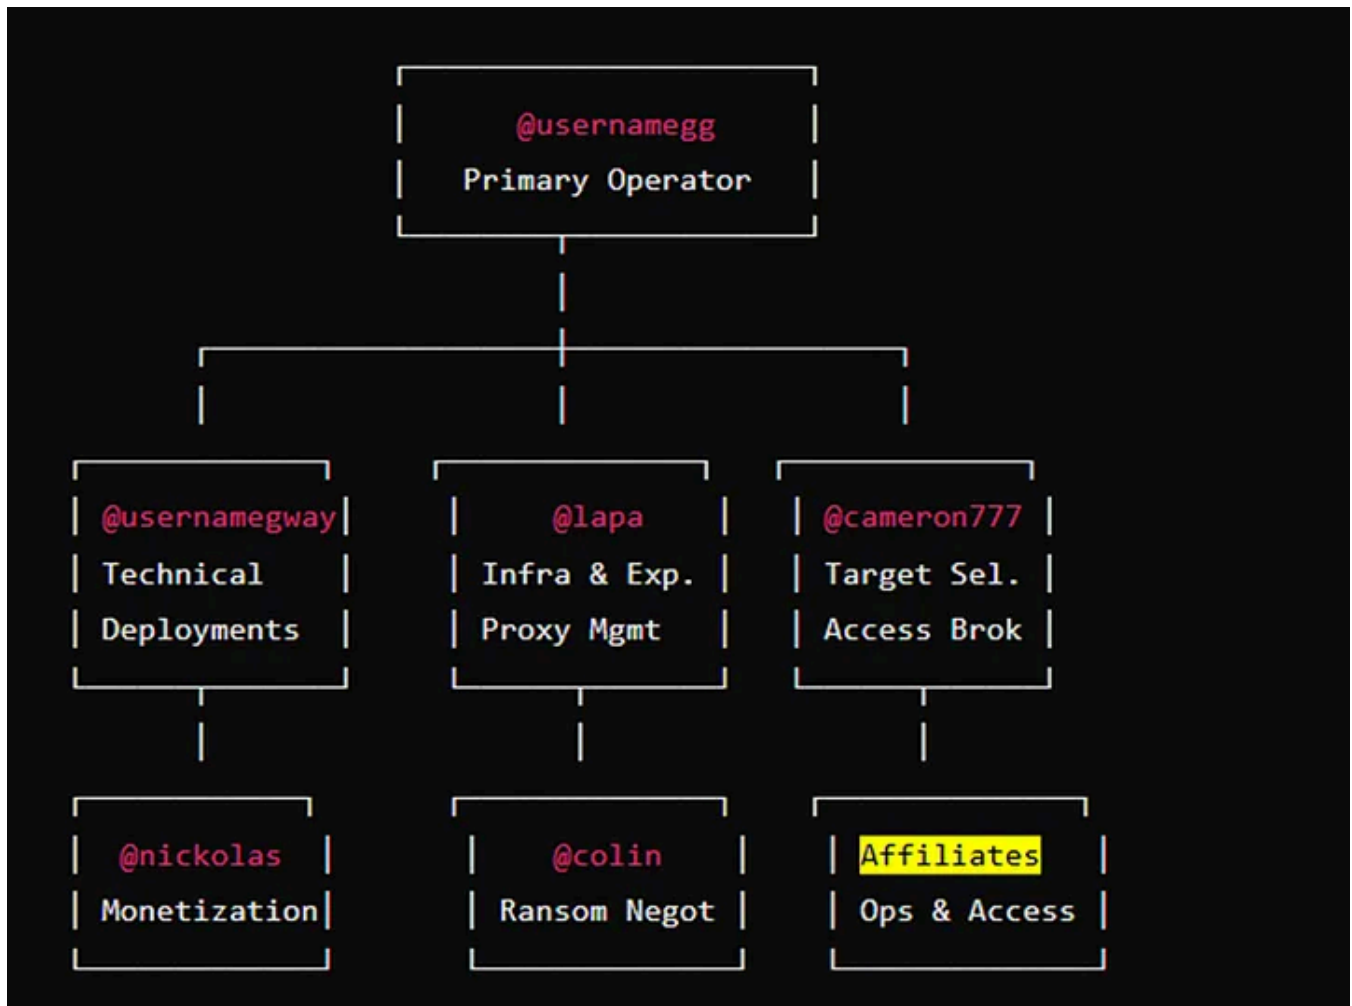 @usernamegg
Primary Operator
@usernamegway
Technical
Deployments
@lapa
Infra & Exp.
Proxy Mgmt
@cameron777
Target Sel.
Access Brok
@nickolas
Monetization
@colin
Ransom Negot
Affiliates
Ops & Access